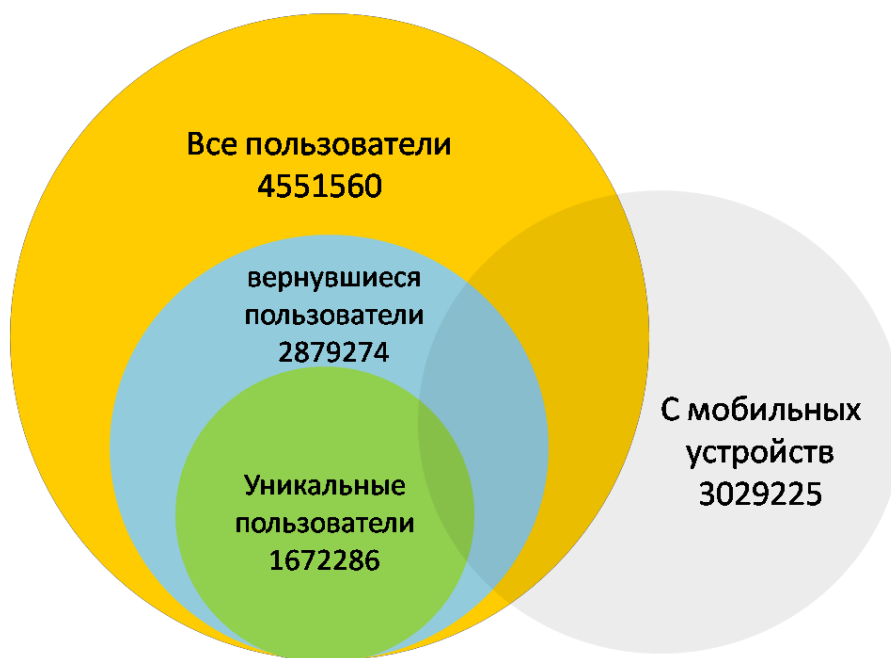 Все пользователи
4551560
вернувшиеся
пользователи
2879274
Уникальные
пользователи
1672286
С мобильных
устройств
3029225